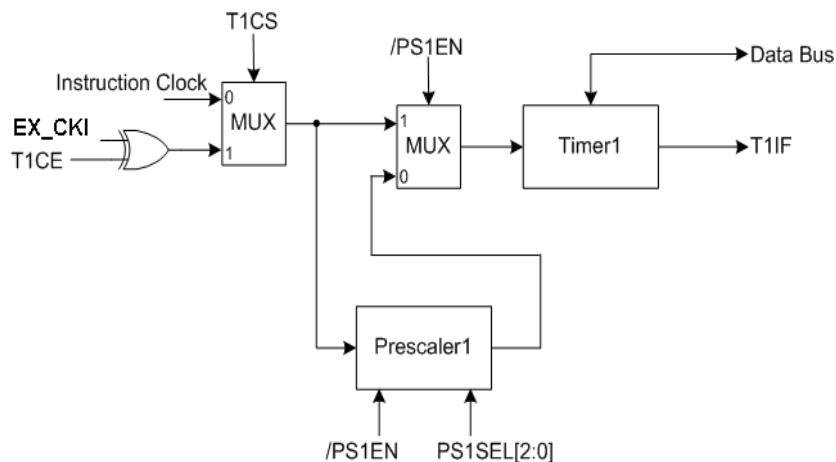 T1CS
/PS1EN
Data Bus
Instruction Clock
0
MUX
EX_CKI
T1CE
1
1
MUX
0
Timer1
T1IF
Prescaler1
/PS1EN
PS1SEL[2:0]